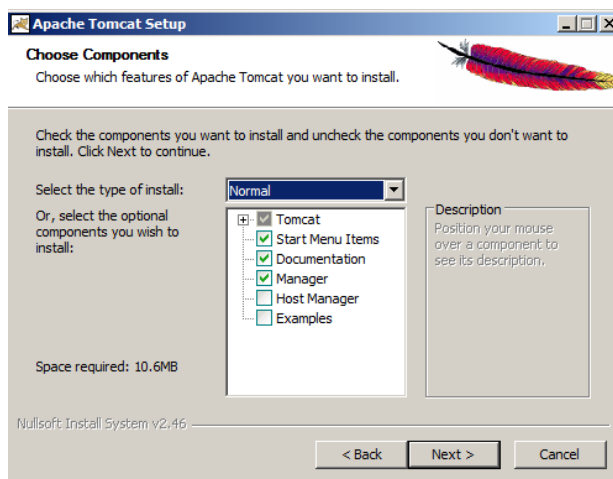 Apache Tomcat Setup
Choose Components
Choose which features of Apache Tomcat you want to install.
Check the components you want to install and uncheck the components you don't want to
install. Click Next to continue.
Select the type of install:
Normal
Or, select the optional
components you wish to
install:
Tomcat
Start Menu Items
Documentation
Manager
Host Manager
Examples
Description
Position your mouse
over a component to
see its description.
Space required: 10.6MB
Nullsoft Install System v2.46
< Back
Next >
Cancel